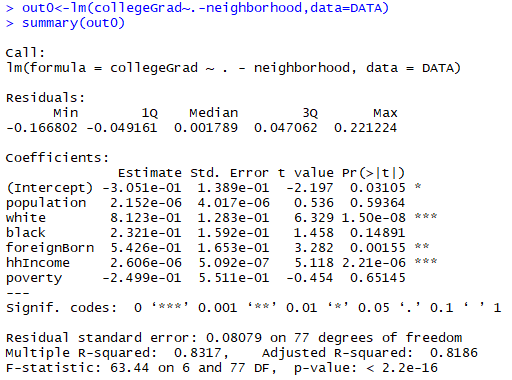 > out0<-lm(collegeGrad~.-neighborhood,data=DATA)
> summary(out0)
Call:
lm(formula = collegeGrad ~ . - neighborhood, data = DATA)
Residuals:
Min 1Q Median 3Q Max
-0.166802 -0.049161 0.001789 0.047062 0.221224
Coefficients:
Estimate Std. Error t value Pr(>|t|)
(Intercept) -3.051e-01 1.389e-01 -2.197 0.03105 *
population 2.152e-06 4.017e-06 0.536 0.59364
white 8.123e-01 1.283e-01 6.329 1.50e-08 ***
black 2.321e-01 1.592e-01 1.458 0.14891
foreignBorn 5.426e-01 1.653e-01 3.282 0.00155 **
hhIncome 2.606e-06 5.092e-07 5.118 2.21e-06 ***
poverty -2.499e-01 5.511e-01 -0.454 0.65145
---
Signif. codes: 0 ‘***’ 0.001 ‘**’ 0.01 ‘*’ 0.05 ‘.’ 0.1 ‘ ’ 1
Residual standard error: 0.08079 on 77 degrees of freedom
Multiple R-squared: 0.8317, Adjusted R-squared: 0.8186
F-statistic: 63.44 on 6 and 77 DF, p-value: < 2.2e-16